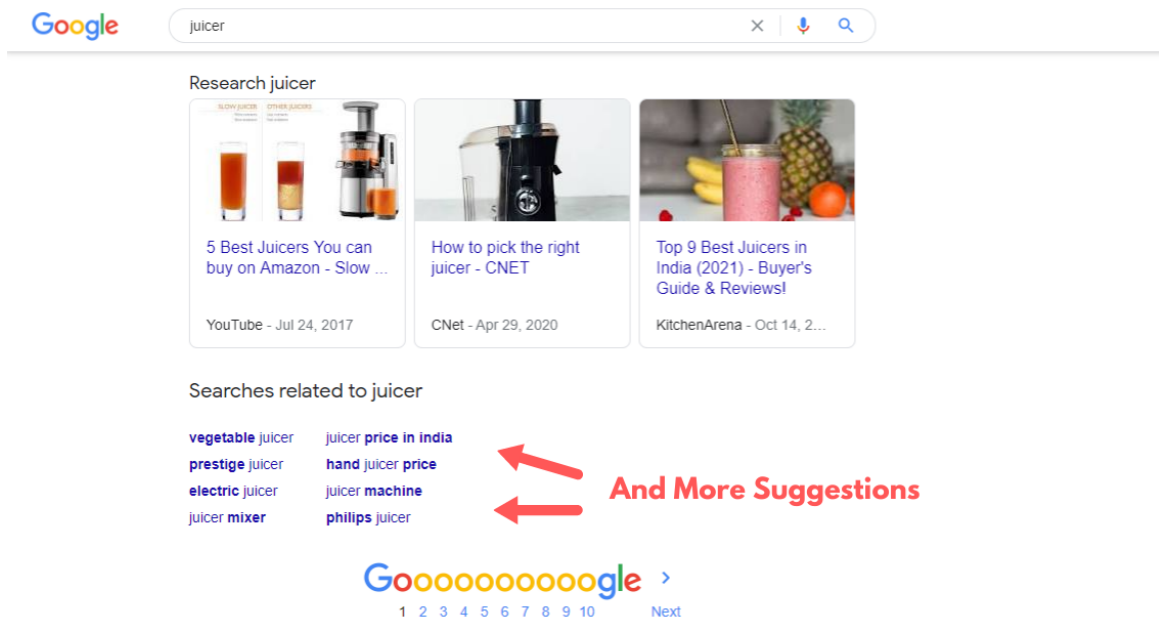 Google
juicer
Research juicer
SLOW JUICER OTHER JUICERS
5 Best Juicers You can
buy on Amazon - Slow ...
YouTube - Jul 24, 2017
How to pick the right
juicer - CNET
CNet - Apr 29, 2020
Top 9 Best Juicers in
India (2021) - Buyer's
Guide & Reviews!
KitchenArena - Oct 14, 2...
Searches related to juicer
vegetable juicer
prestige juicer
electric juicer
juicer mixer
juicer price in india
hand juicer price
juicer machine
philips juicer
And More Suggestions
Goooooooooogle >
1 2 3 4 5 6 7 8 9 10 Next